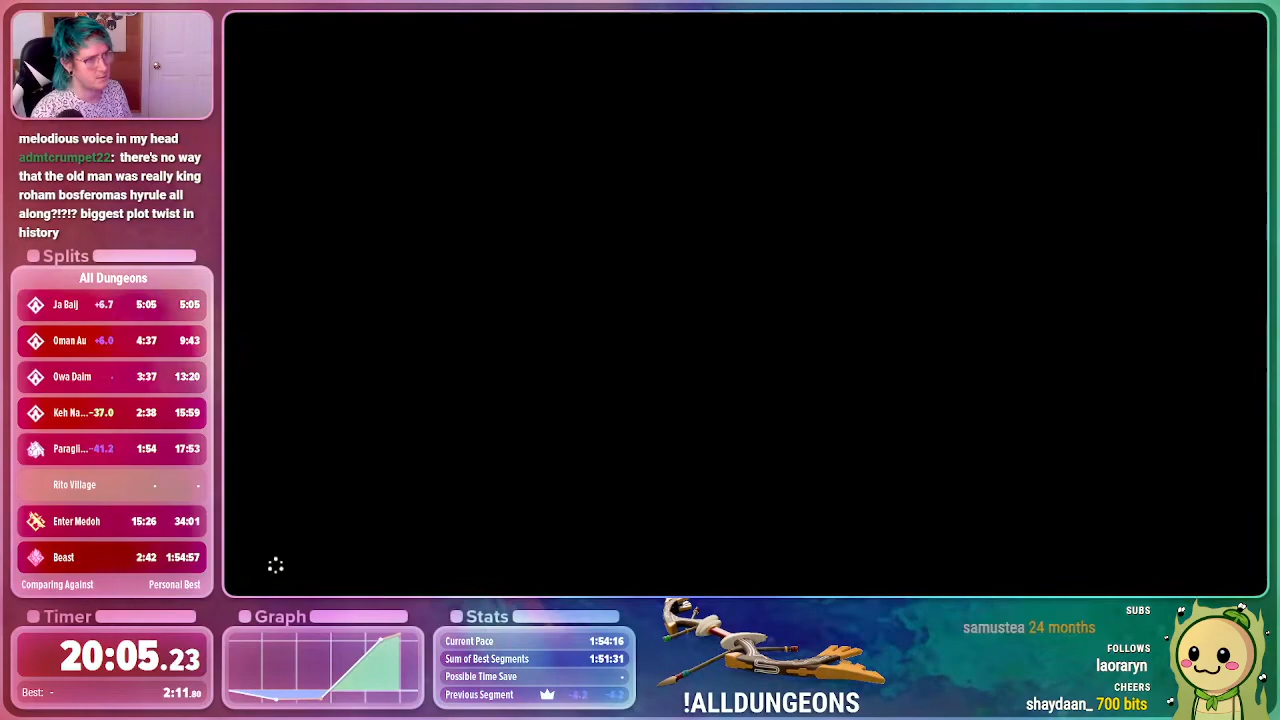 melodious voice in my head
admtcrumpet22: there's no way
that the old man was really king
roham bosferomas hyrule all
along?!?!? biggest plot twist in
history
Splits
All Dungeons
Ja Baij +6.7 5:05 5:05
Oman Au +6.0 4:37 9:43
Owa Daim - 3:37 13:20
Keh Na... -37.0 2:38 15:59
Paragli... -41.2 1:54 17:53
Rito Village - -
Enter Medoh 15:26 34:01
Beast 2:42 1:54:57
Comparing Against Personal Best
Timer
20:05.23
Best: - 2:11.80
Graph
Stats
Current Pace 1:54:16
Sum of Best Segments 1:51:31
Possible Time Save -
Previous Segment
!ALLDUNGEONS
SUBS
samustea 24 months
FOLLOWS
laoraryn
CHEERS
shaydaan_ 700 bits